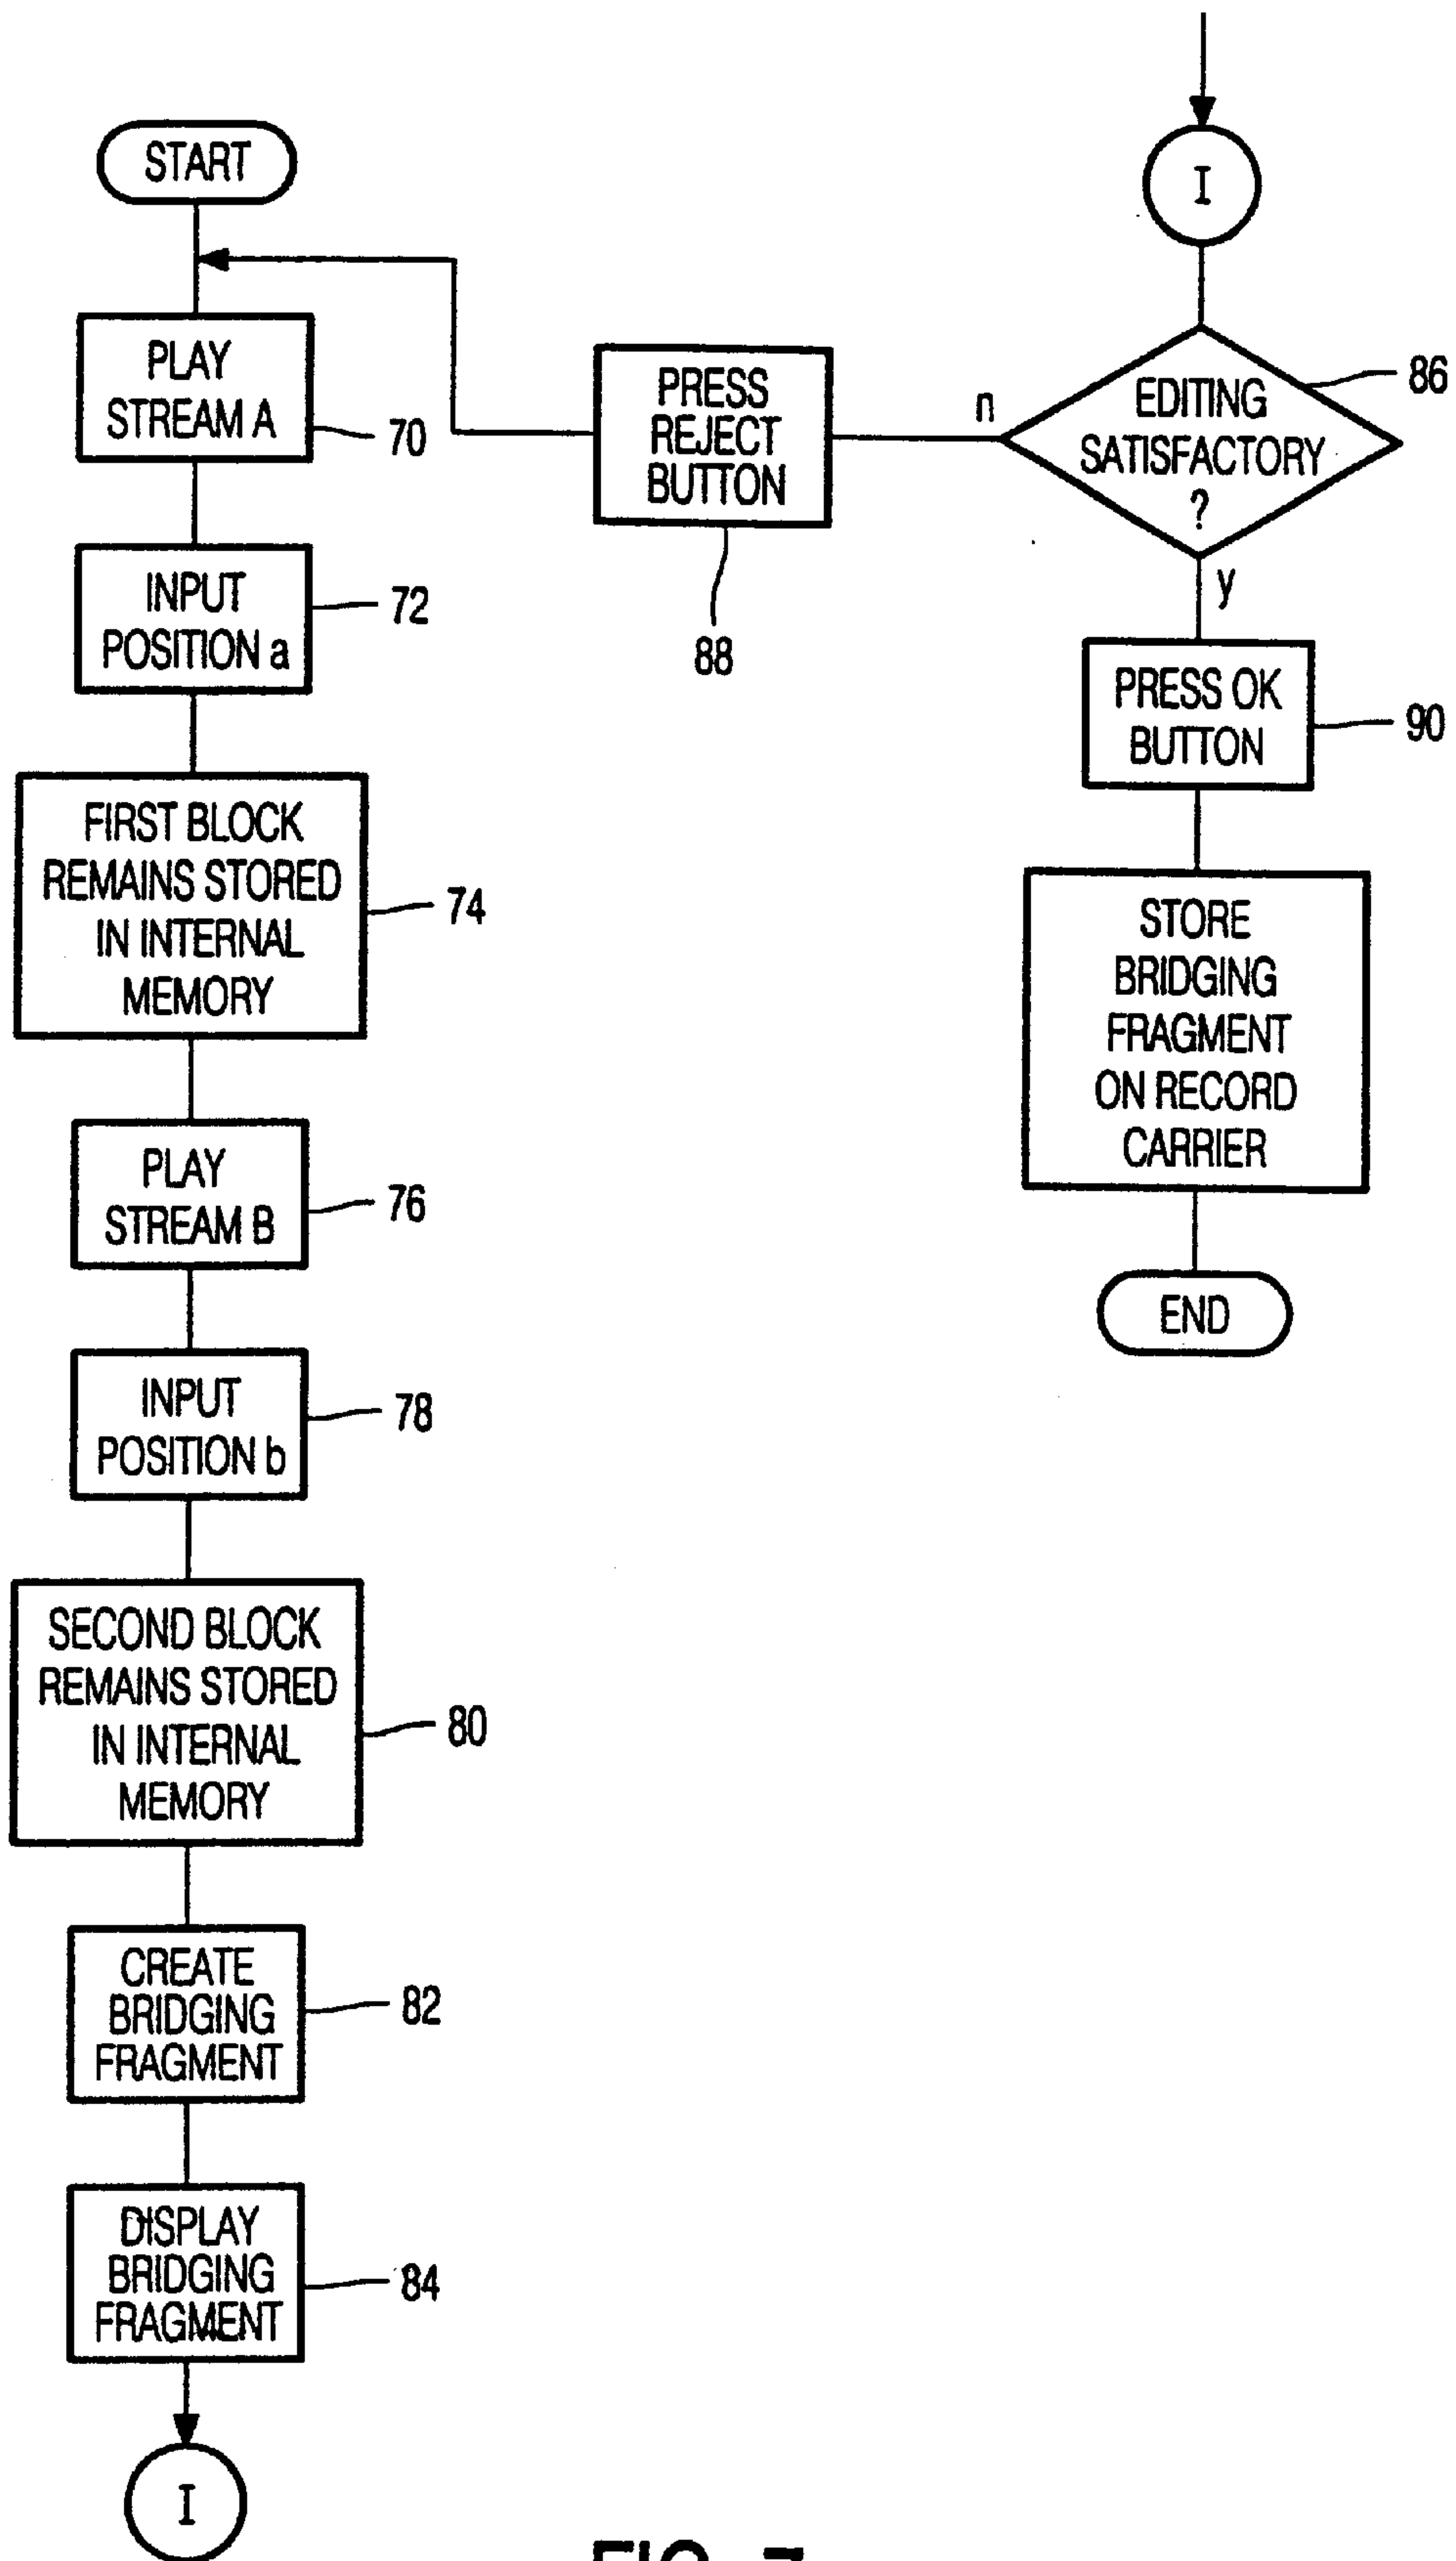 START
PLAY
STREAM A
70
INPUT
POSITION a
72
FIRST BLOCK
REMAINS STORED
IN INTERNAL
MEMORY
74
PLAY
STREAM B
76
INPUT
POSITION b
78
SECOND BLOCK
REMAINS STORED
IN INTERNAL
MEMORY
80
CREATE
BRIDGING
FRAGMENT
82
DISPLAY
BRIDGING
FRAGMENT
84
I
I
EDITING
SATISFACTORY
?
86
n
PRESS
REJECT
BUTTON
88
y
PRESS OK
BUTTON
90
STORE
BRIDGING
FRAGMENT
ON RECORD
CARRIER
END